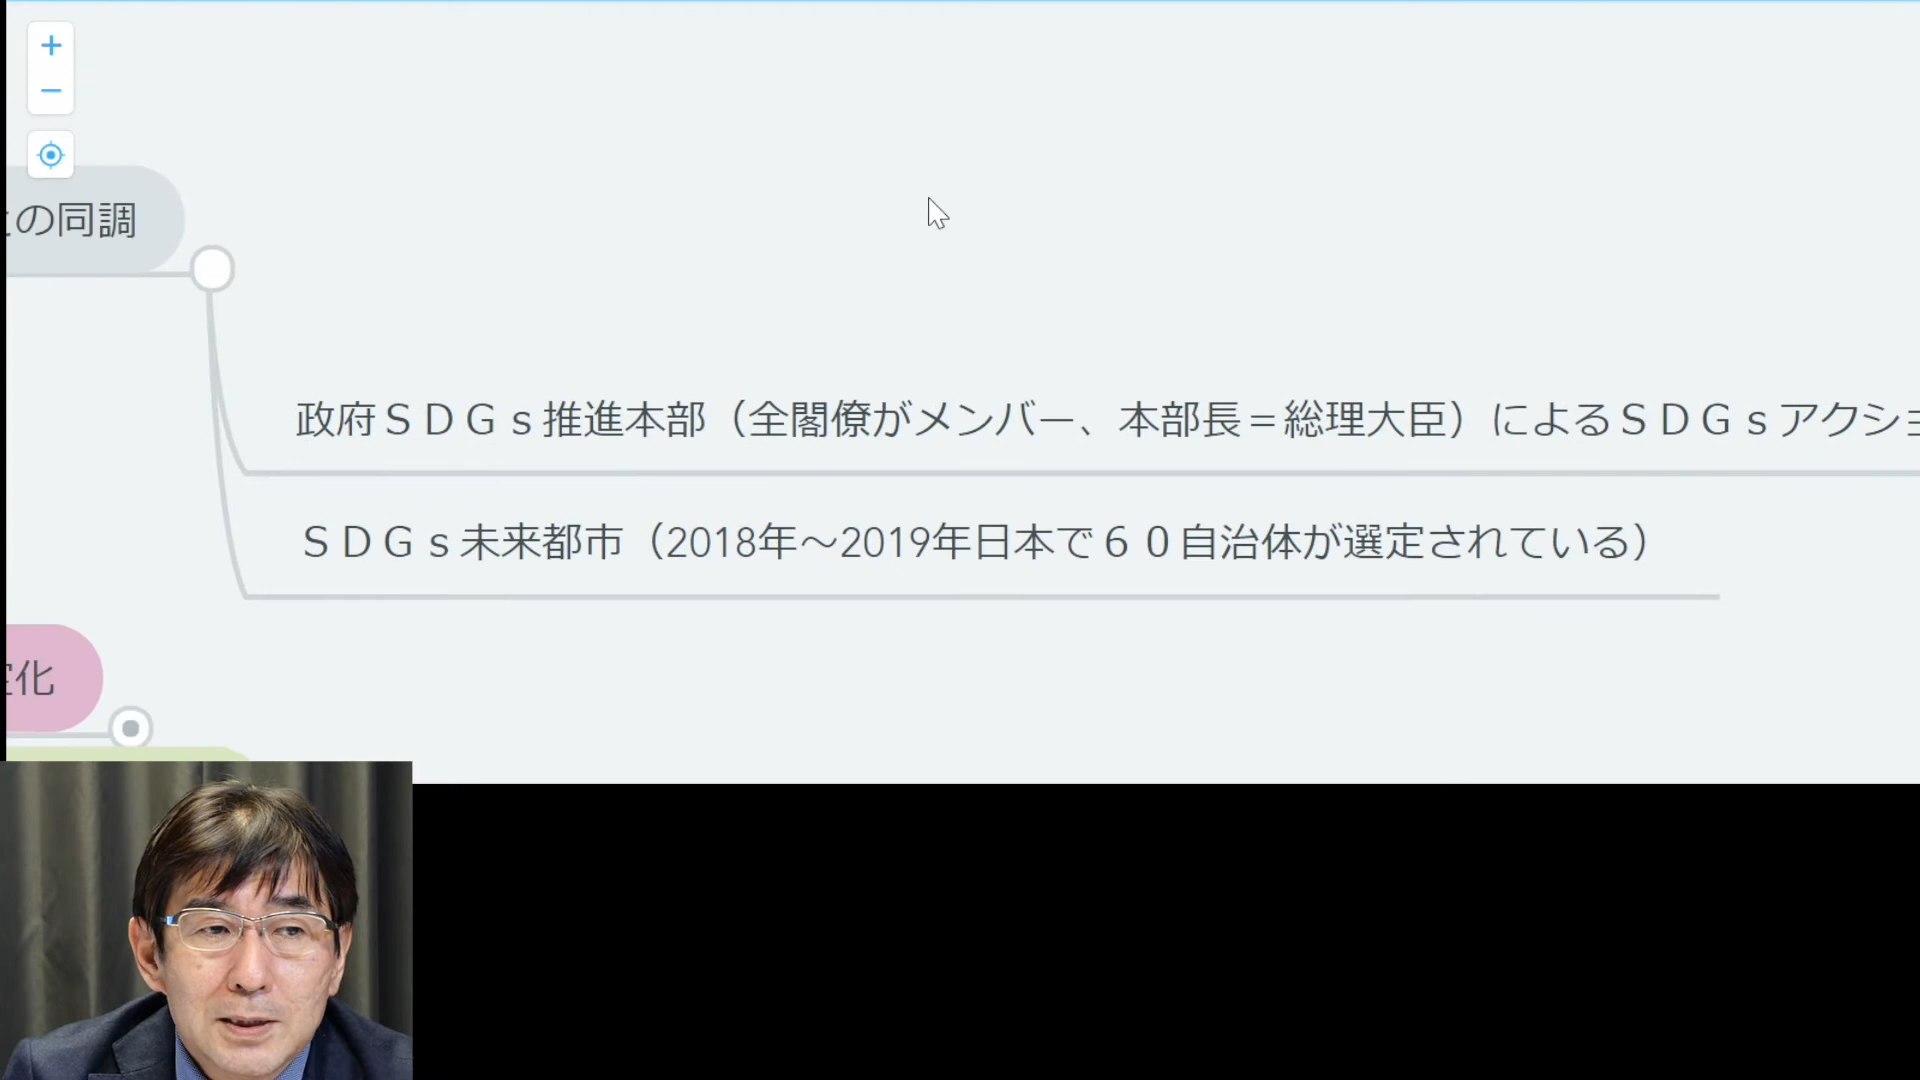 の同調
政府ＳＤＧｓ推進本部（全閣僚がメンバー、本部長＝総理大臣）によるＳＤＧｓアクショ
ＳＤＧｓ未来都市（2018年～2019年日本で６０自治体が選定されている）
化